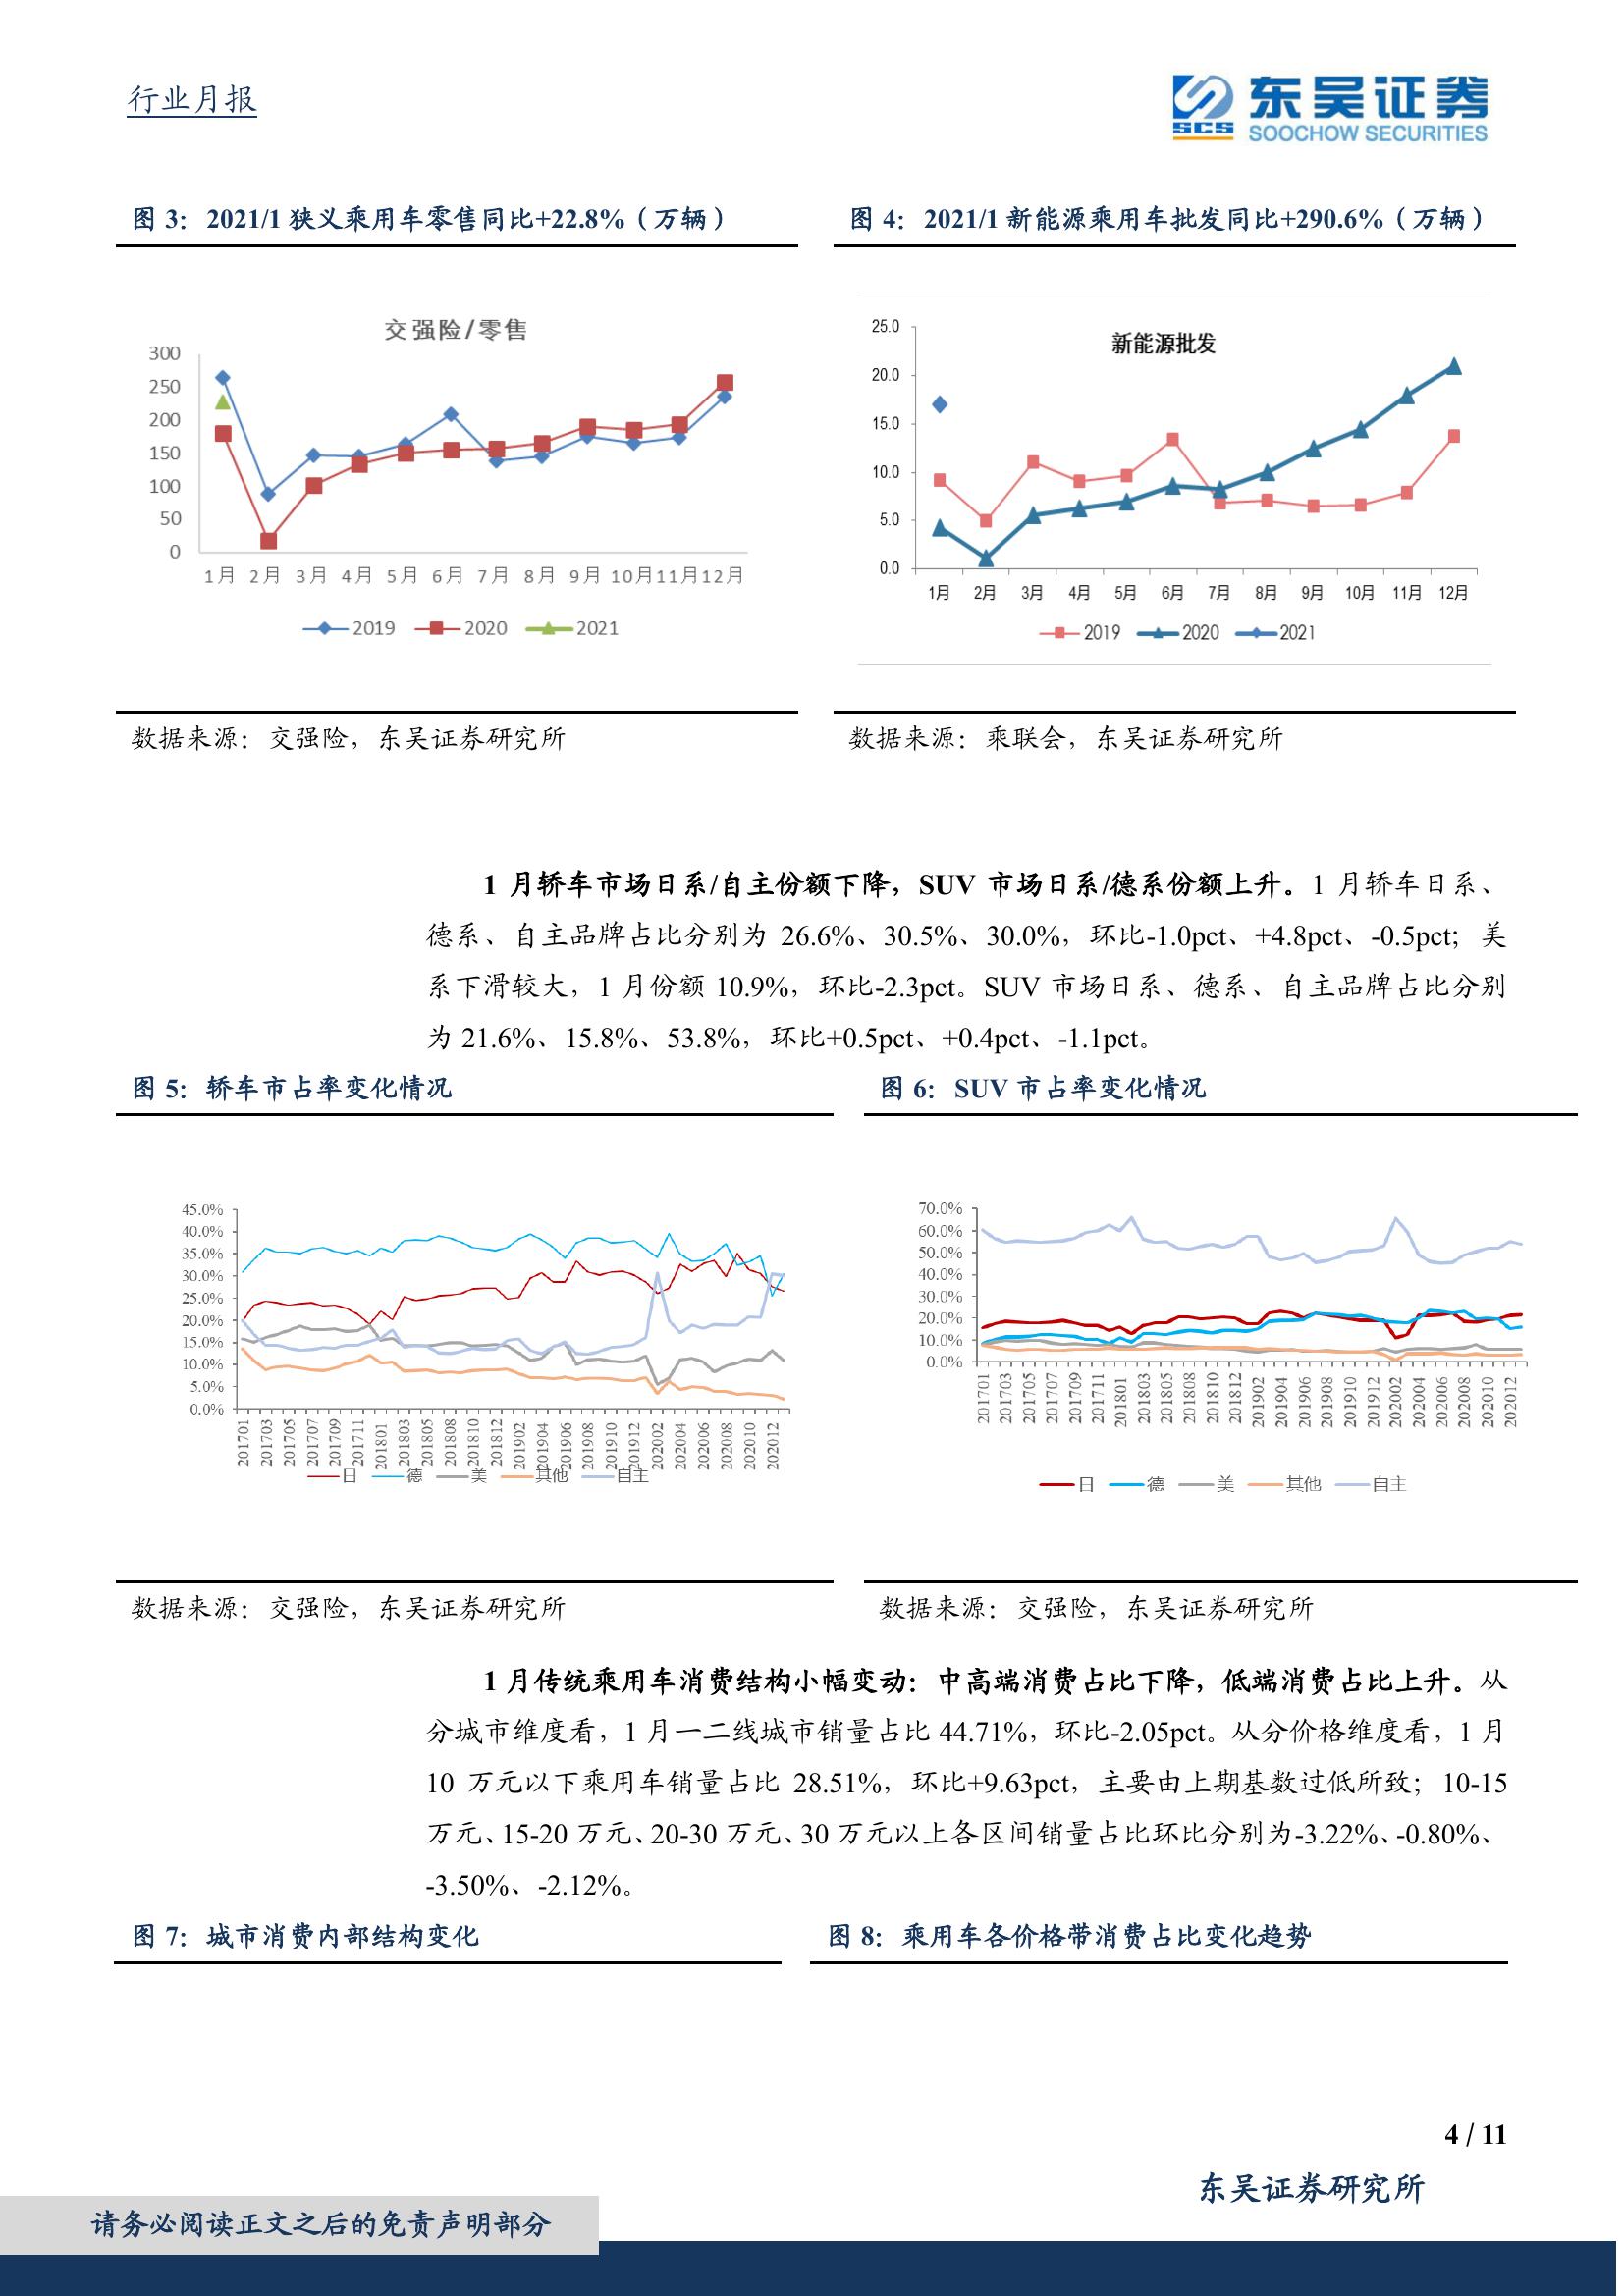 行业月报
SCS
东吴证券
SOOCHOW SECURITIES
图 3：2021/1 狭义乘用车零售同比+22.8%（万辆）
图 4：2021/1 新能源乘用车批发同比+290.6%（万辆）
交强险/零售
300
250
200
150
100
50
0
1月 2月 3月 4月 5月 6月 7月 8月 9月 10月 11月 12月
2019 2020 2021
新能源批发
25.0
20.0
15.0
10.0
5.0
0.0
1月 2月 3月 4月 5月 6月 7月 8月 9月 10月 11月 12月
2019 2020 2021
数据来源：交强险，东吴证券研究所
数据来源：乘联会，东吴证券研究所
1 月轿车市场日系/自主份额下降，SUV 市场日系/德系份额上升。1 月轿车日系、
德系、自主品牌占比分别为 26.6%、30.5%、30.0%，环比-1.0pct、+4.8pct、-0.5pct；美
系下滑较大，1 月份额 10.9%，环比-2.3pct。SUV 市场日系、德系、自主品牌占比分别
为 21.6%、15.8%、53.8%，环比+0.5pct、+0.4pct、-1.1pct。
图 5：轿车市占率变化情况
图 6：SUV 市占率变化情况
45.0%
40.0%
35.0%
30.0%
25.0%
20.0%
15.0%
10.0%
5.0%
0.0%
201701 201703 201705 201707 201709 201711 201801 201803 201805 201808 201810 201812 201902 201904 201906 201908 201910 201912 202002 202004 202006 202008 202010 202012
日 德 美 其他 自主
70.0%
60.0%
50.0%
40.0%
30.0%
20.0%
10.0%
0.0%
201701 201703 201705 201707 201709 201711 201801 201803 201805 201808 201810 201812 201902 201904 201906 201908 201910 201912 202002 202004 202006 202008 202010 202012
日 德 美 其他 自主
数据来源：交强险，东吴证券研究所
数据来源：交强险，东吴证券研究所
1 月传统乘用车消费结构小幅变动：中高端消费占比下降，低端消费占比上升。从
分城市维度看，1 月一二线城市销量占比 44.71%，环比-2.05pct。从分价格维度看，1 月
10 万元以下乘用车销量占比 28.51%，环比+9.63pct，主要由上期基数过低所致；10-15
万元、15-20 万元、20-30 万元、30 万元以上各区间销量占比环比分别为-3.22%、-0.80%、
-3.50%、-2.12%。
图 7：城市消费内部结构变化
图 8：乘用车各价格带消费占比变化趋势
4 / 11
东吴证券研究所
请务必阅读正文之后的免责声明部分